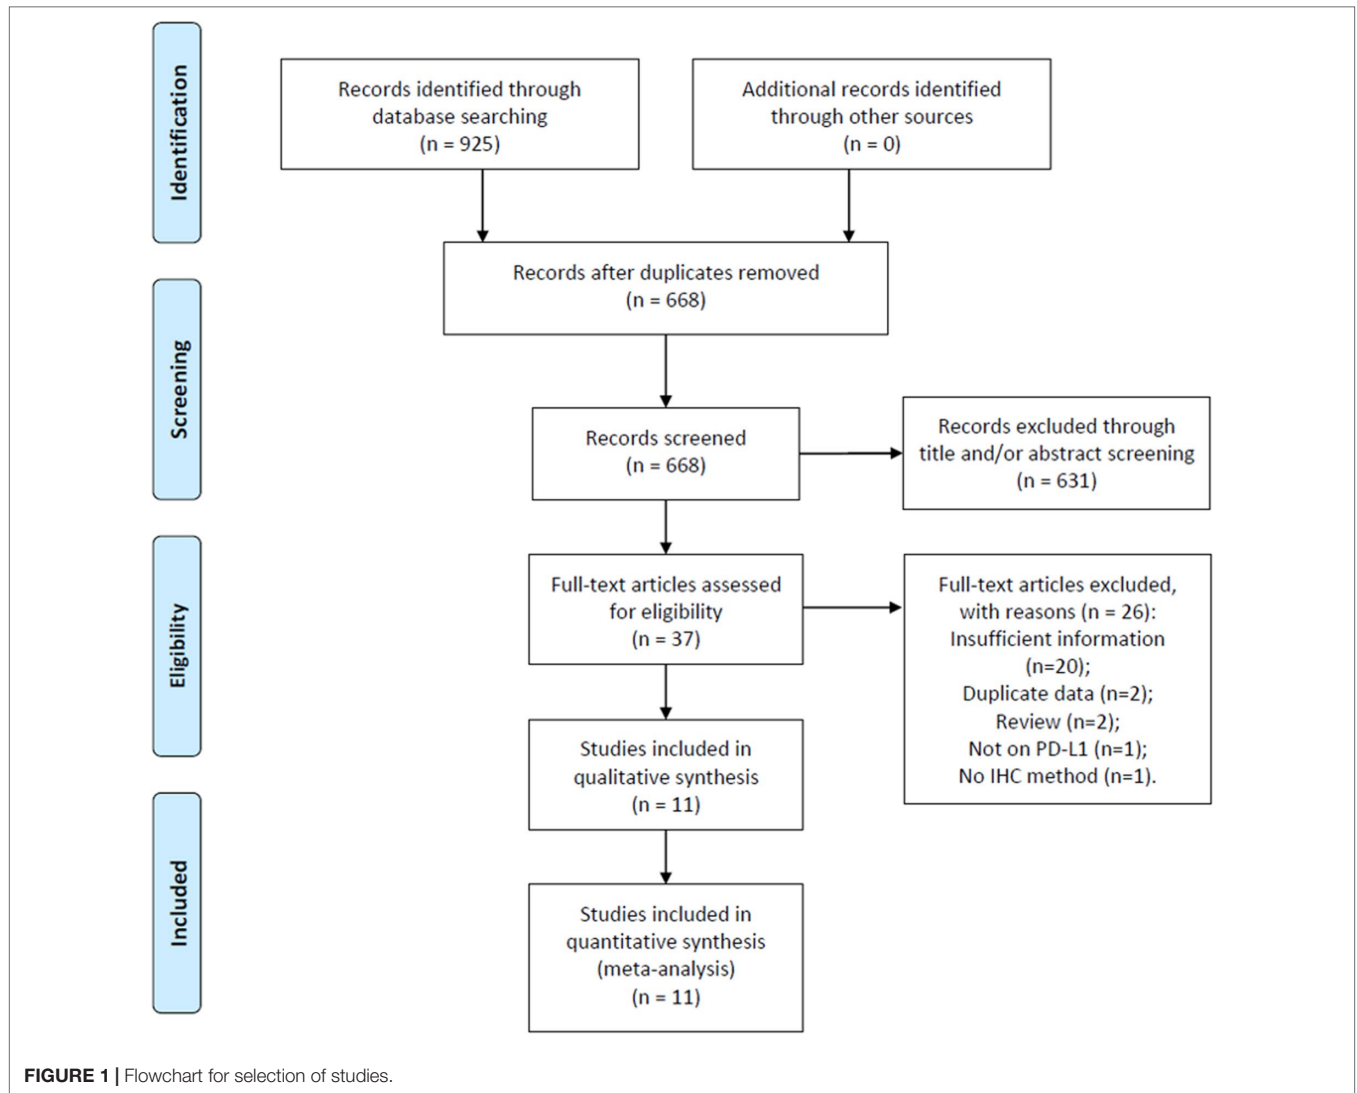 Identification
Records identified through
database searching
(n = 925)
Additional records identified
through other sources
(n = 0)
Records after duplicates removed
(n = 668)
Screening
Records screened
(n = 668)
Records excluded through
title and/or abstract screening
(n = 631)
Eligibility
Full-text articles assessed
for eligibility
(n = 37)
Full-text articles excluded,
with reasons (n = 26):
Insufficient information
(n=20);
Duplicate data (n=2);
Review (n=2);
Not on PD-L1 (n=1);
No IHC method (n=1).
Studies included in
qualitative synthesis
(n = 11)
Included
Studies included in
quantitative synthesis
(meta-analysis)
(n = 11)
FIGURE 1 | Flowchart for selection of studies.